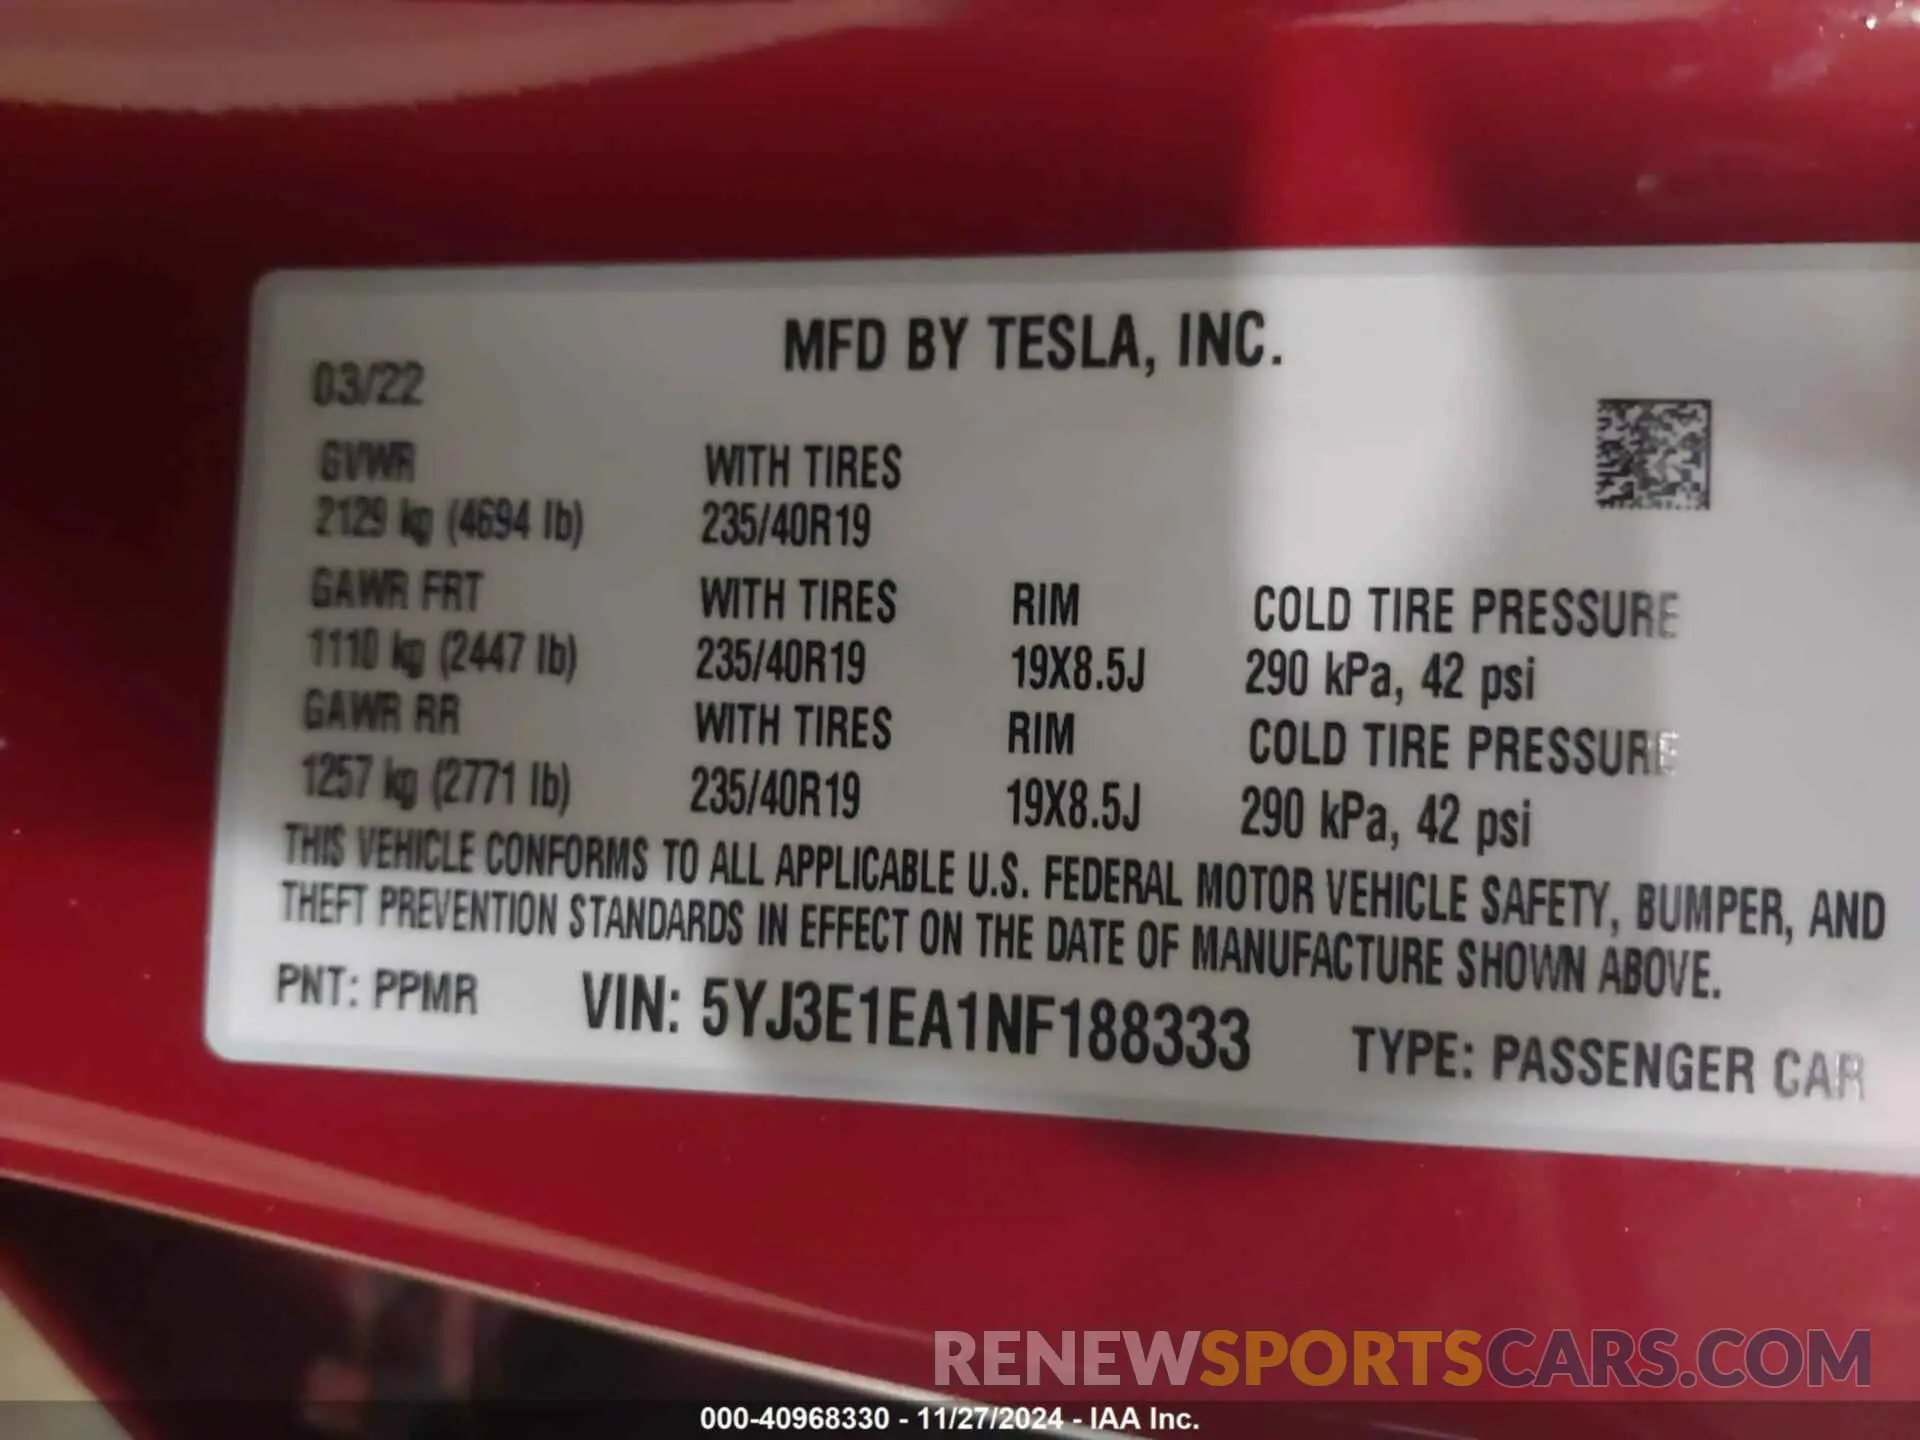 MFD BY TESLA, INC.
03/22
GVWR WITH TIRES
2129 kg (4694 lb) 235/40R19
GAWR FRT WITH TIRES RIM COLD TIRE PRESSURE
1110 kg (2447 lb) 235/40R19 19X8.5J 290 kPa, 42 psi
GAWR RR WITH TIRES RIM COLD TIRE PRESSURE
1257 kg (2771 lb) 235/40R19 19X8.5J 290 kPa, 42 psi
THIS VEHICLE CONFORMS TO ALL APPLICABLE U.S. FEDERAL MOTOR VEHICLE SAFETY, BUMPER, AND
THEFT PREVENTION STANDARDS IN EFFECT ON THE DATE OF MANUFACTURE SHOWN ABOVE.
PNT: PPMR VIN: 5YJ3E1EA1NF188333 TYPE: PASSENGER CAR
RENEWSPORTSCARS.COM
000-40968330 - 11/27/2024 - IAA Inc.